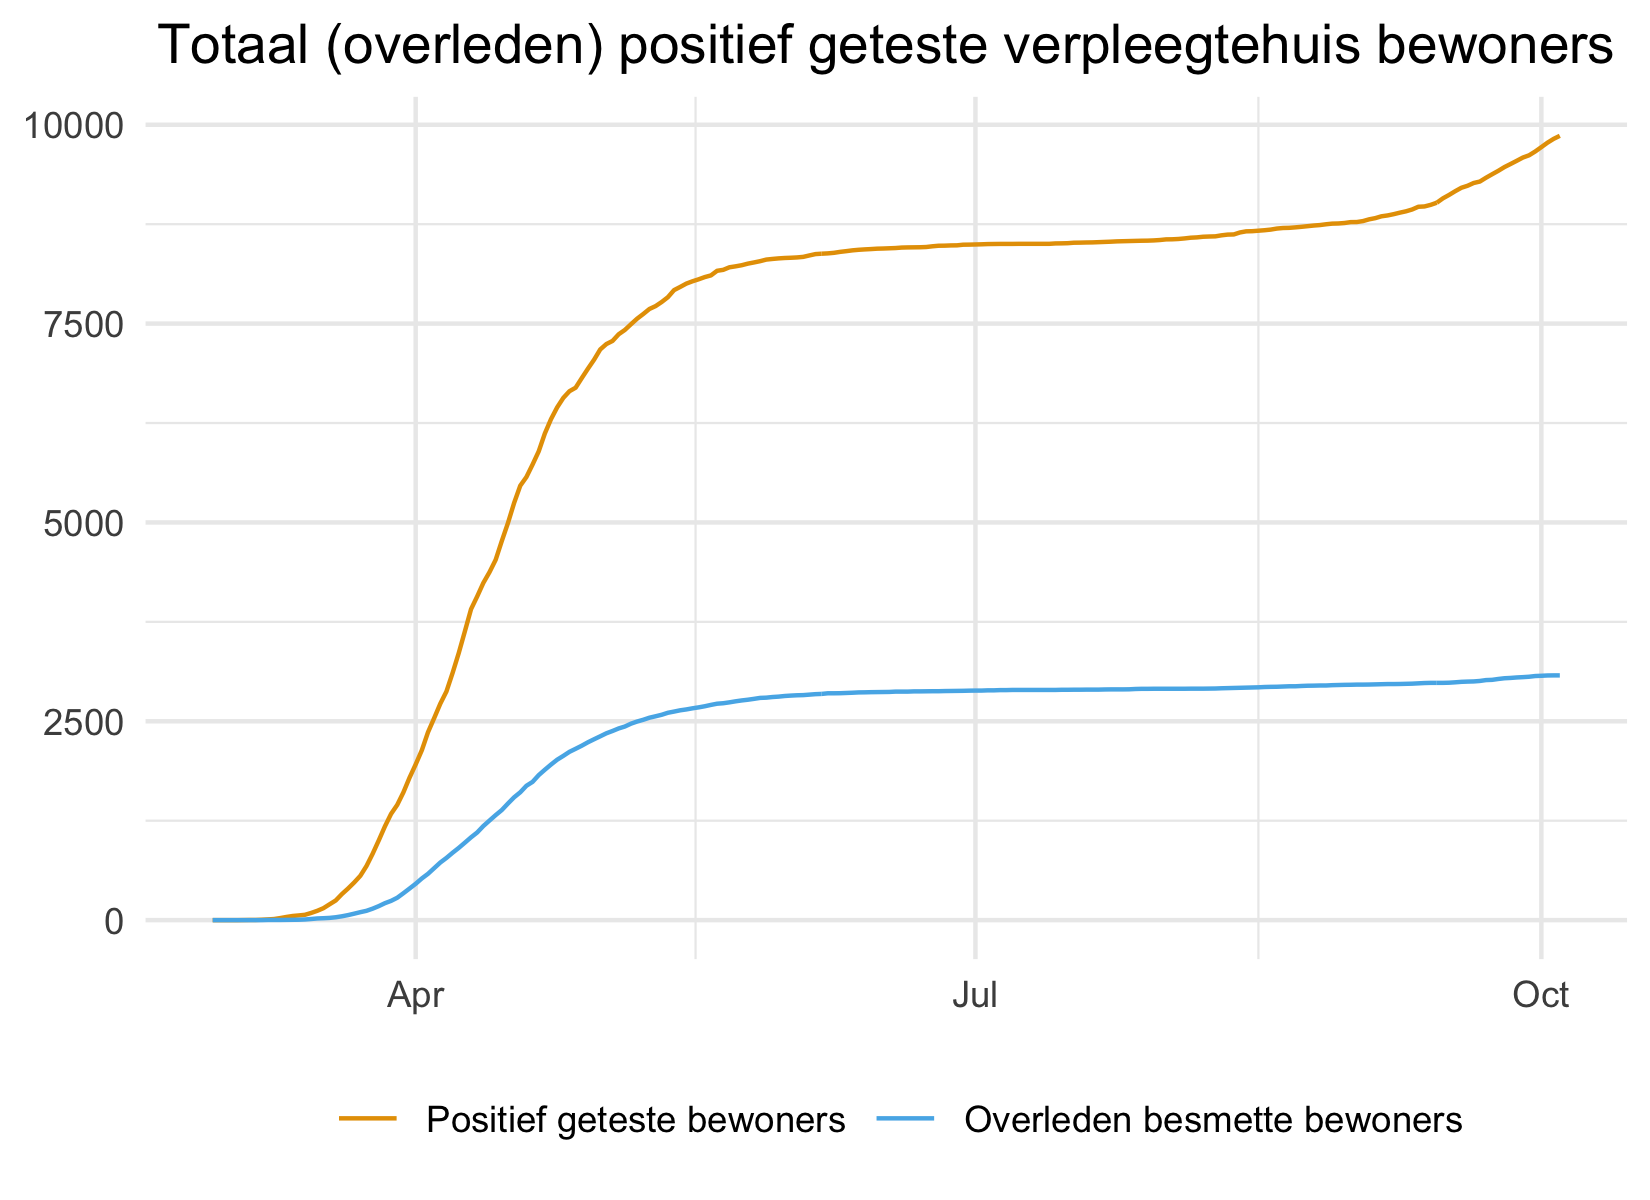 Totaal (overleden) positief geteste verpleegtehuis bewoners
10000
7500
5000
2500
0
Apr Jul Oct
Positief geteste bewoners Overleden besmette bewoners